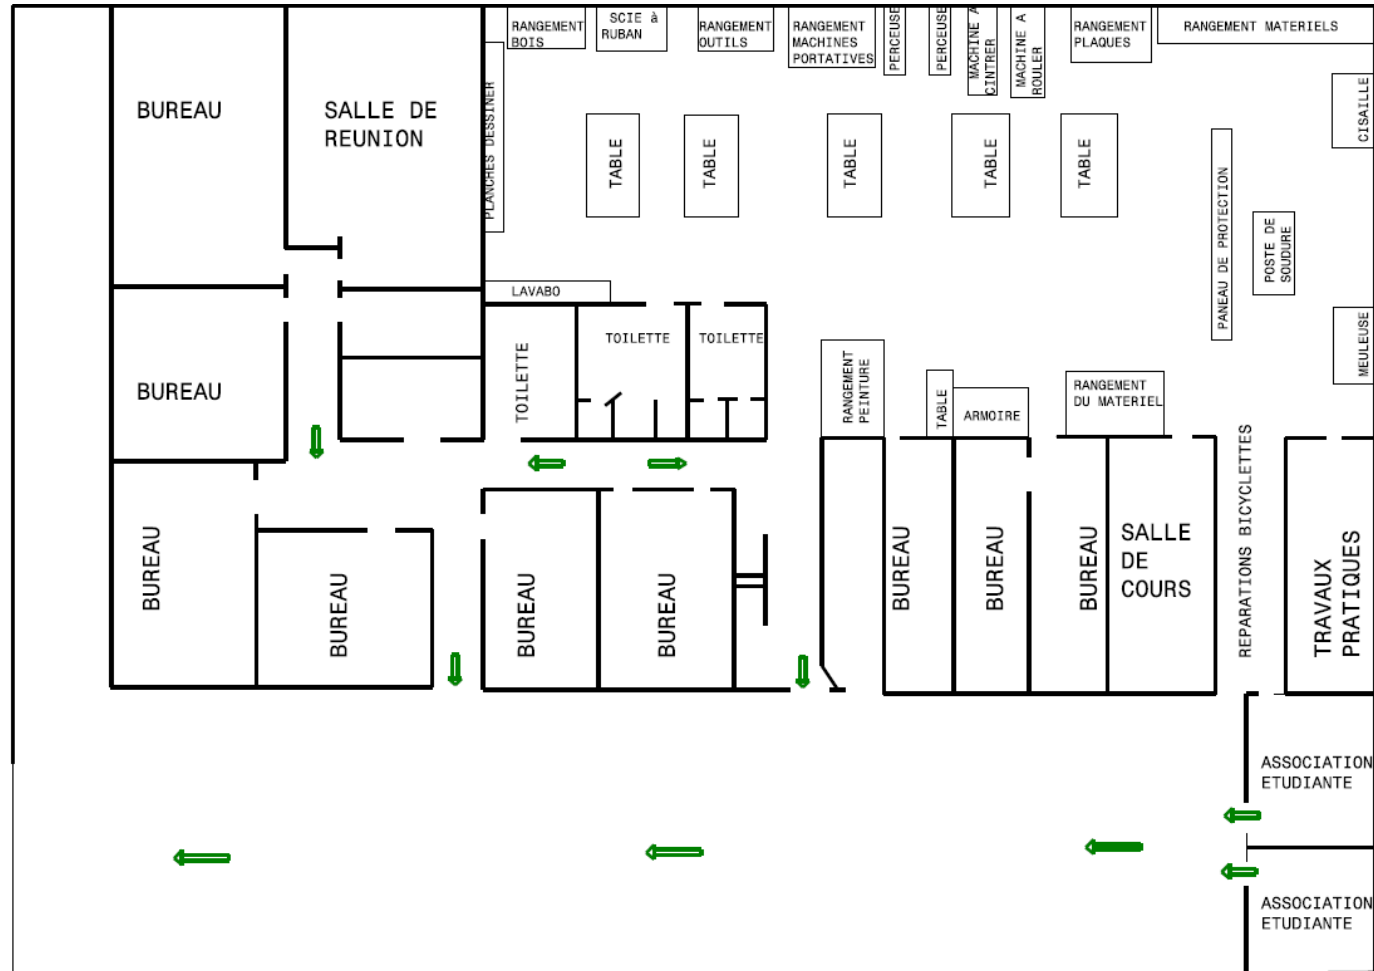 RANGEMENT
BOIS
SCIE à
RUBAN
RANGEMENT
OUTILS
RANGEMENT
MACHINES
PORTATIVES
PERCEUSE
PERCEUSE
MACHINE A
CINTRER
MACHINE A
ROULER
RANGEMENT
PLAQUES
RANGEMENT MATERIELS
BUREAU
SALLE DE
REUNION
PLANCHES DESSINER
TABLE
TABLE
TABLE
TABLE
TABLE
CISAILLE
PANEAU DE PROTECTION
POSTE DE
SOUDURE
LAVABO
MEULEUSE
BUREAU
TOILETTE
TOILETTE
TOILETTE
RANGEMENT
PEINTURE
TABLE
ARMOIRE
RANGEMENT
DU MATERIEL
REPARATIONS BICYCLETTES
BUREAU
BUREAU
BUREAU
BUREAU
BUREAU
BUREAU
BUREAU
SALLE
DE
COURS
TRAVAUX
PRATIQUES
ASSOCIATION
ETUDIANTE
ASSOCIATION
ETUDIANTE